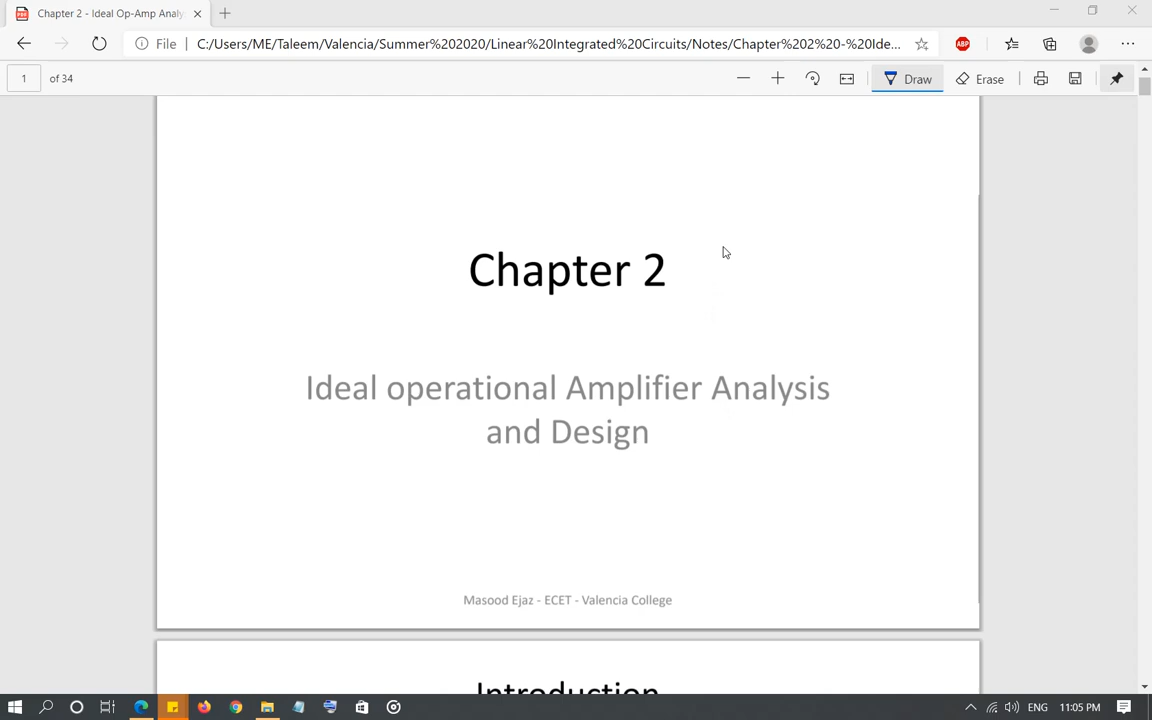 Chapter 2 - Ideal Op-Amp Analy
File
C:/Users/ME/Taleem/Valencia/Summer%202020/Linear%20Integrated%20Circuits/Notes/Chapter%202%20-%20Ide...
ABP
1 of 34
Draw
Erase
Chapter 2
Ideal operational Amplifier Analysis
and Design
Masood Ejaz - ECET - Valencia College
Introduction
ENG
11:05 PM